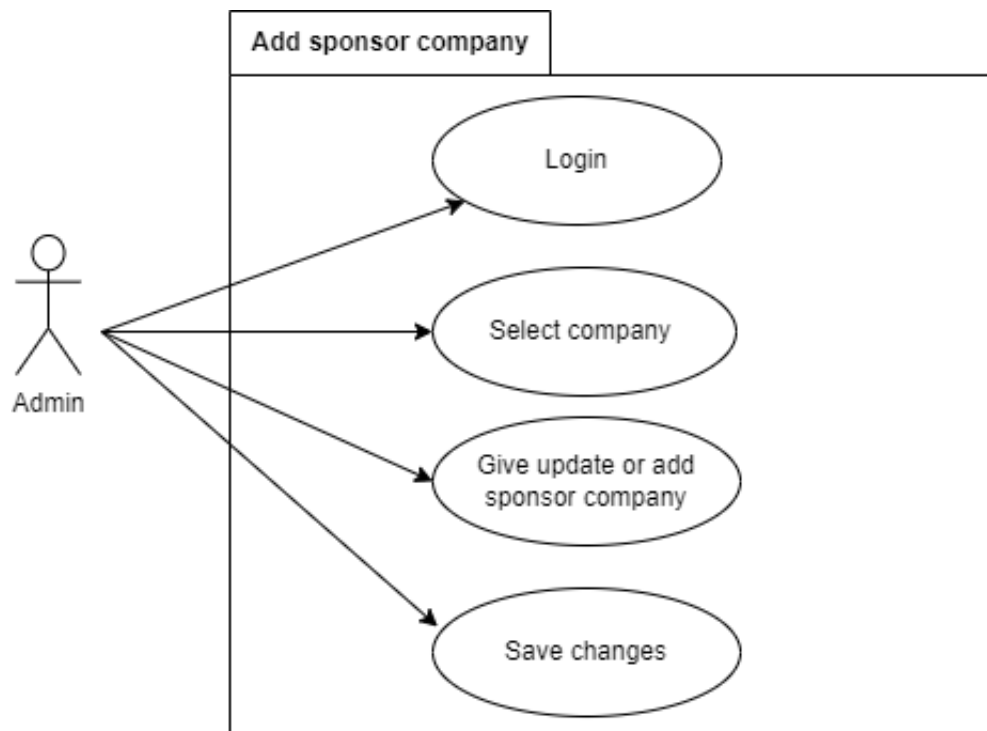 Add sponsor company
Login
Select company
Admin
Give update or add
sponsor company
Save changes